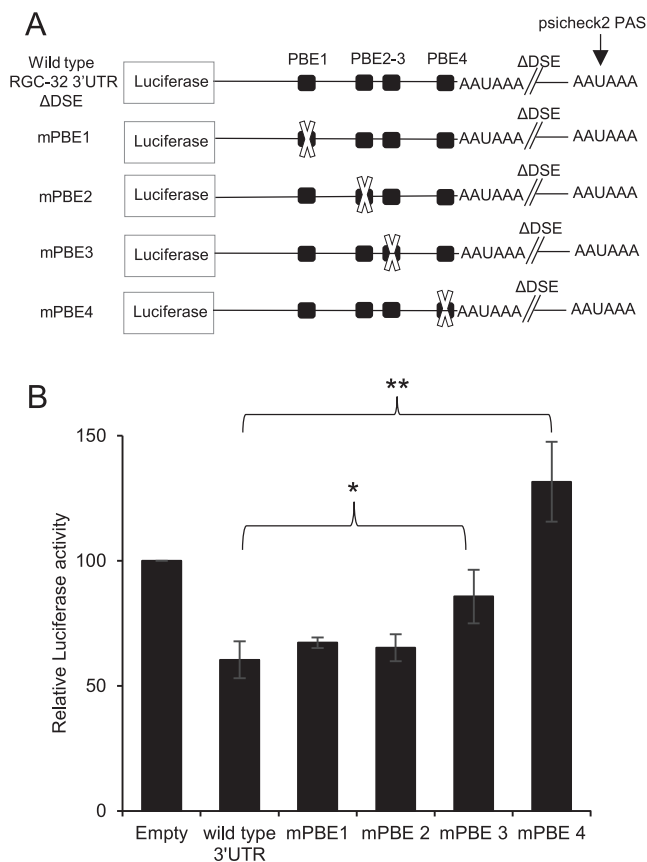 A
psicheck2 PAS
Wild type
RGC-32 3'UTR
ΔDSE
Luciferase
PBE1
PBE2-3
PBE4
AAUAAA
ΔDSE
AAUAAA
mPBE1
Luciferase
AAUAAA
ΔDSE
AAUAAA
mPBE2
Luciferase
AAUAAA
ΔDSE
AAUAAA
mPBE3
Luciferase
AAUAAA
ΔDSE
AAUAAA
mPBE4
Luciferase
AAUAAA
ΔDSE
AAUAAA
B
**
*
Relative Luciferase activity
150
100
50
0
Empty
wild type
3'UTR
mPBE1
mPBE 2
mPBE 3
mPBE 4